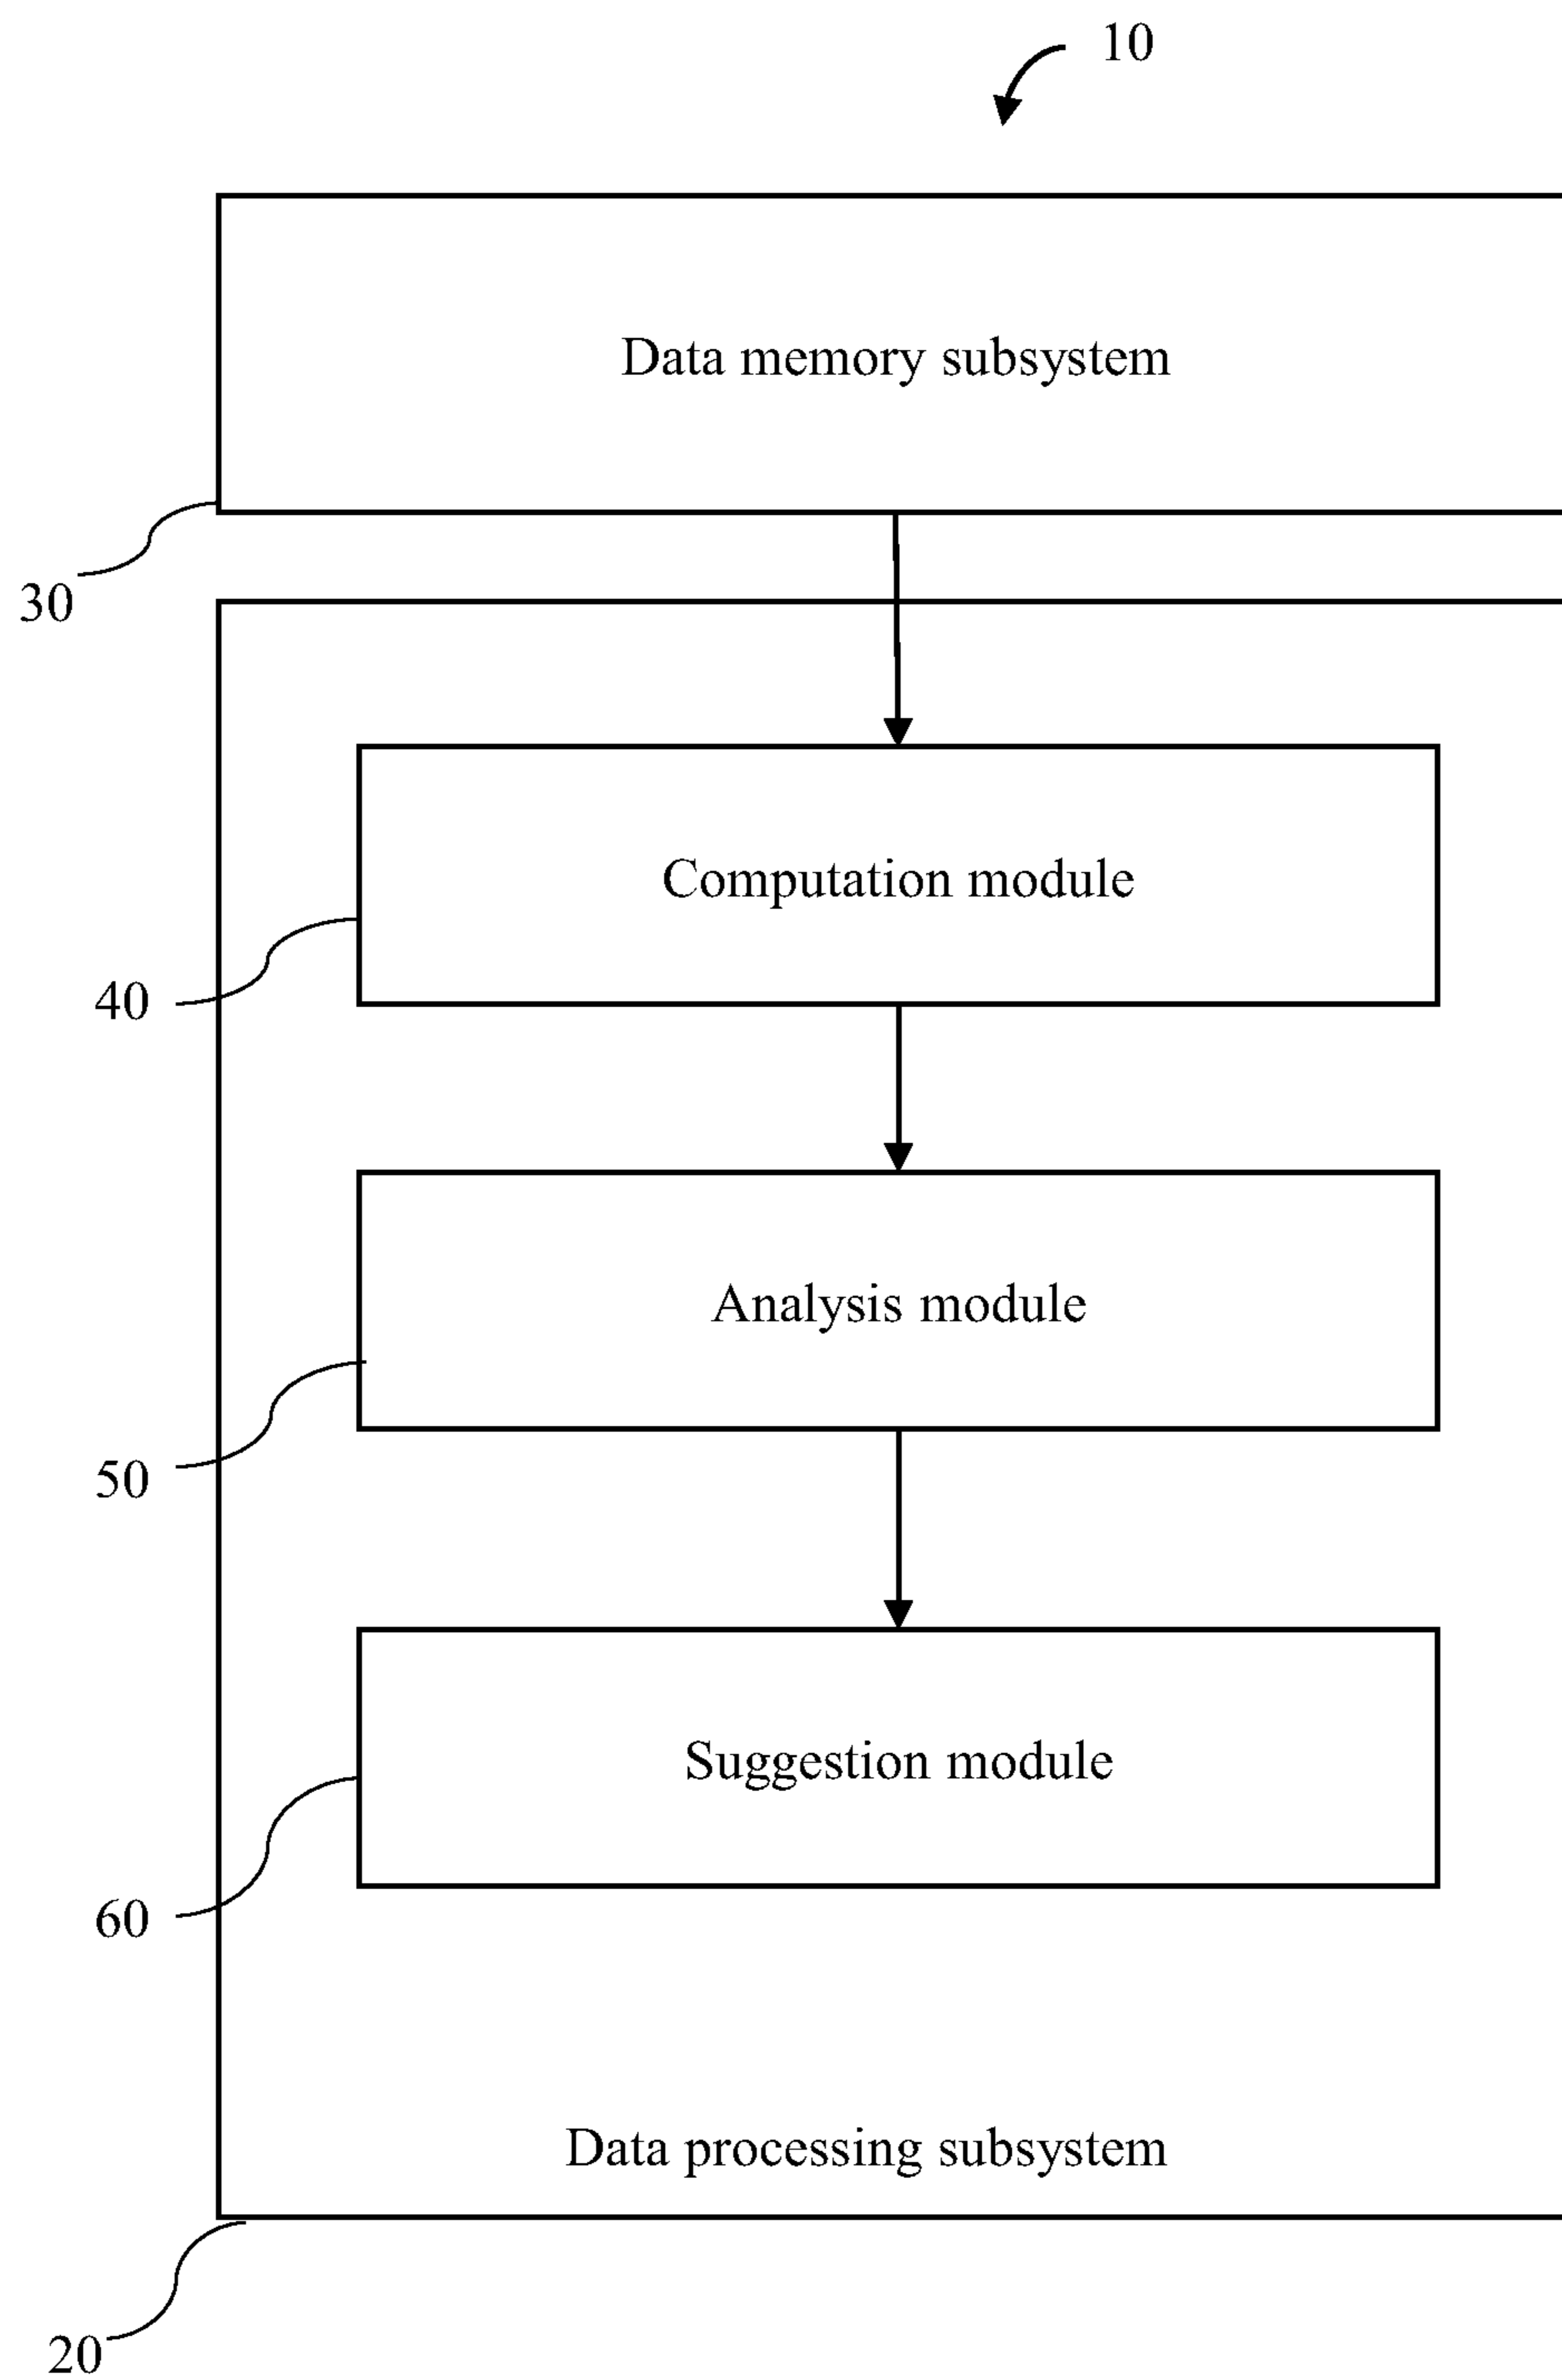 10
Data memory subsystem
30
Computation module
40
Analysis module
50
Suggestion module
60
Data processing subsystem
20